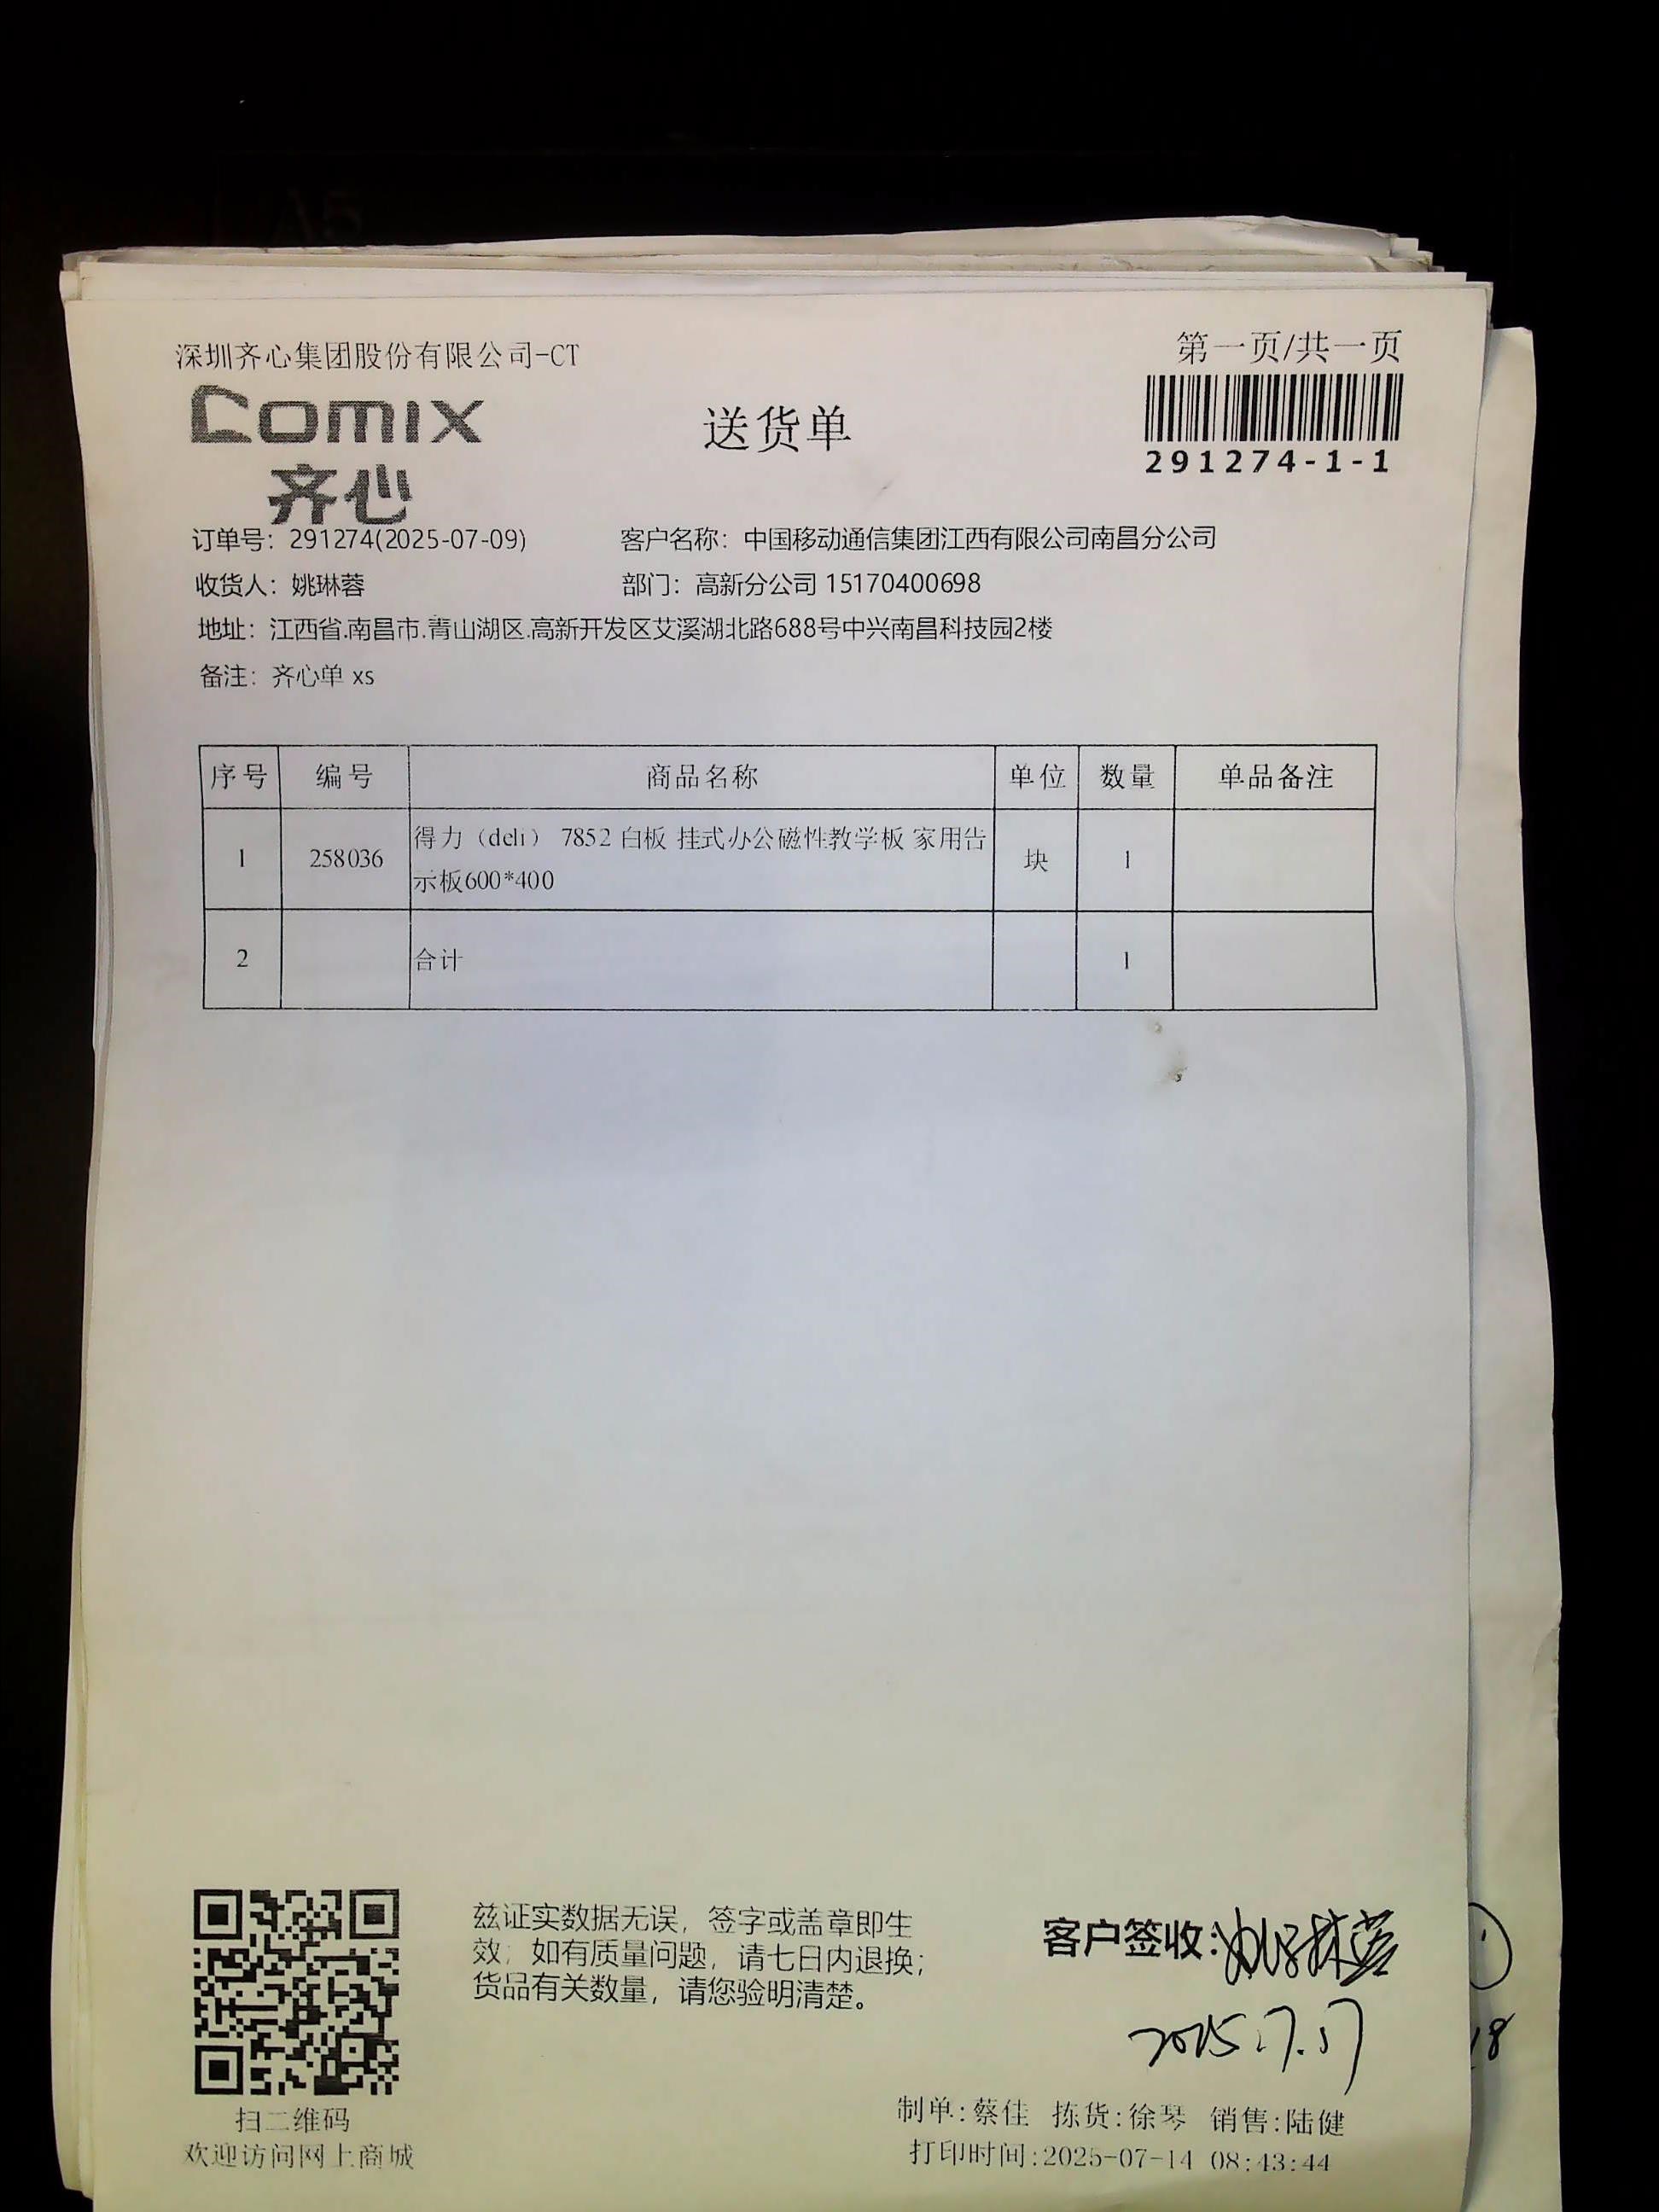 A5
深圳齐心集团股份有限公司-CT
第一页/共一页
comix
齐心
送货单
291274-1-1
订单号：291274(2025-07-09)
客户名称：中国移动通信集团江西有限公司南昌分公司
收货人：姚琳蓉
部门：高新分公司 15170400698
地址：江西省.南昌市.青山湖区.高新开发区艾溪湖北路688号中兴南昌科技园2楼
备注：齐心单 xs
序号 编号 商品名称 单位 数量 单品备注
1 258036 得力（deli） 7852 白板 挂式办公磁性教学板 家用告
示板600*400 块 1
2 合计 1
兹证实数据无误，签字或盖章即生
效；如有质量问题，请七日内退换；
货品有关数量，请您验明清楚。
客户签收：姚琳蓉
2025.7.17
18
扫二维码
欢迎访问网上商城
制单:蔡佳 拣货:徐琴 销售:陆健
打印时间:2025-07-14 08:43:44